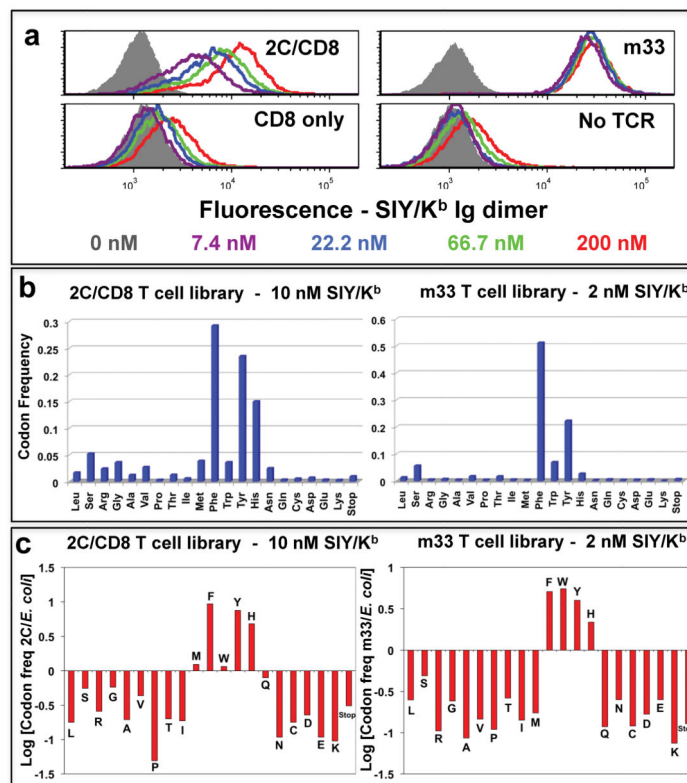 a
2C/CD8
m33
CD8 only
No TCR
10³ 10⁴ 10⁵
10³ 10⁴ 10⁵
Fluorescence - SIY/Kᵇ Ig dimer
0 nM 7.4 nM 22.2 nM 66.7 nM 200 nM
b
2C/CD8 T cell library - 10 nM SIY/Kᵇ
m33 T cell library - 2 nM SIY/Kᵇ
Codon Frequency
0.3
0.25
0.2
0.15
0.1
0.05
0
Leu Ser Arg Gly Ala Val Pro Thr Ile Met Phe Trp Tyr His Asn Gln Cys Asp Glu Lys Stop
0.6
0.5
0.4
0.3
0.2
0.1
0
Leu Ser Arg Gly Ala Val Pro Thr Ile Met Phe Trp Tyr His Asn Gln Cys Asp Glu Lys Stop
c
2C/CD8 T cell library - 10 nM SIY/Kᵇ
m33 T cell library - 2 nM SIY/Kᵇ
Log [Codon freq 2C/E. coli]
1.5
1
0.5
0
-0.5
-1
-1.5
L S R G A V P T I M F W Y H Q N C D E K Stop
Log [Codon freq m33/E. coli]
1
0.5
0
-0.5
-1
-1.5
L S R G A V P T I M F W Y H Q N C D E K